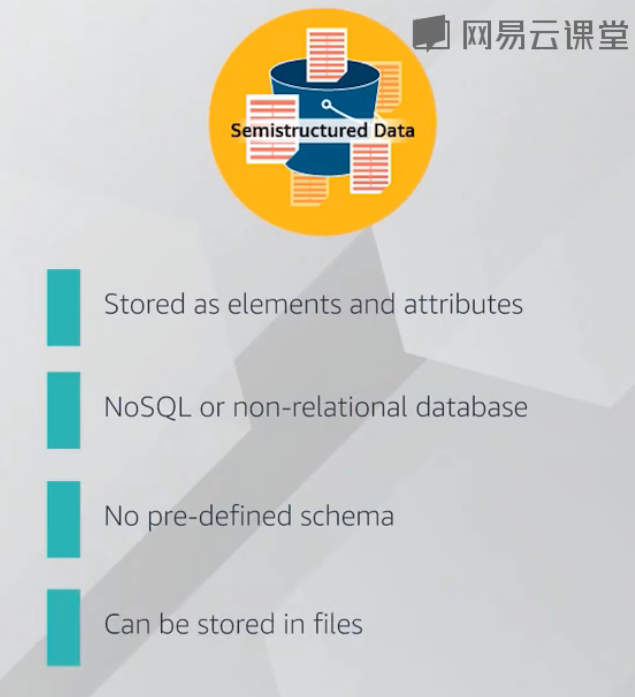 网易云课堂
Semistructured Data
Stored as elements and attributes
NoSQL or non-relational database
No pre-defined schema
Can be stored in files